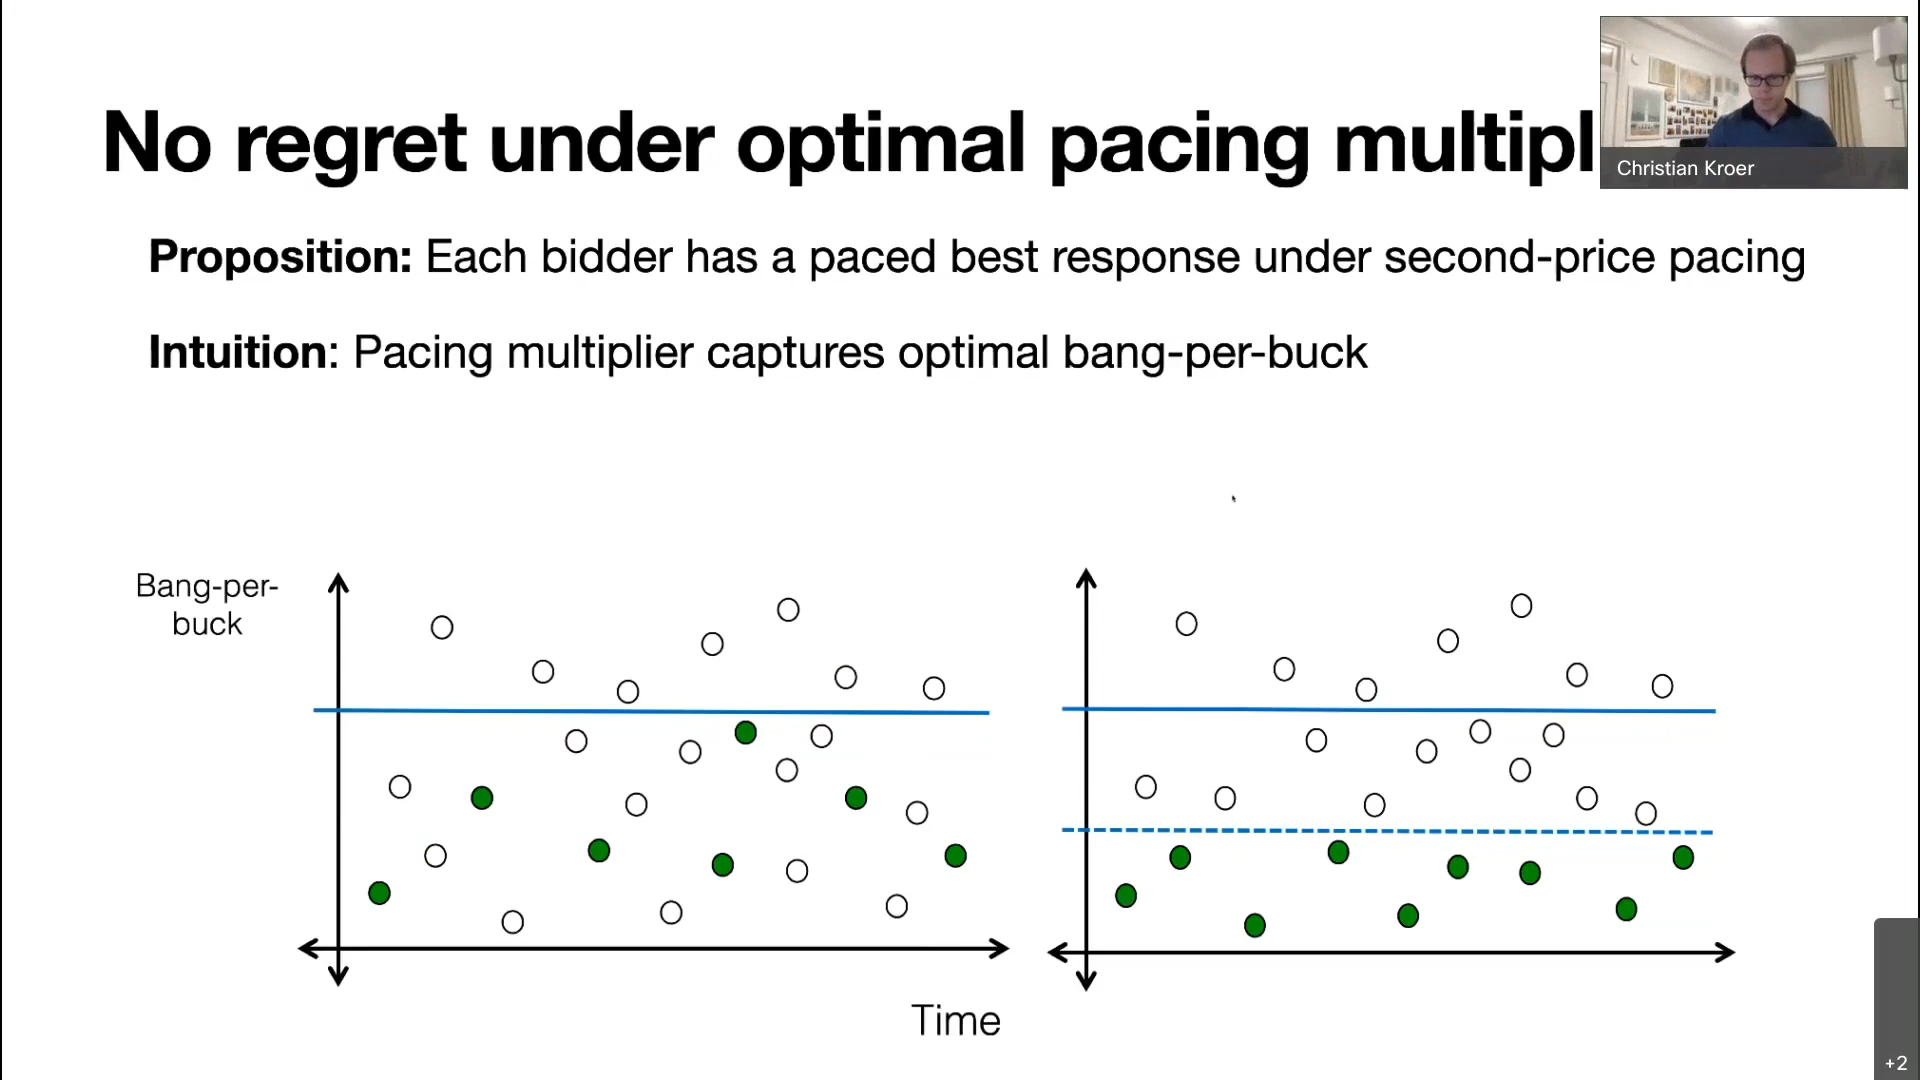 No regret under optimal pacing multipl
Christian Kroer
Proposition: Each bidder has a paced best response under second-price pacing
Intuition: Pacing multiplier captures optimal bang-per-buck
Bang-per-
buck
Time
+2